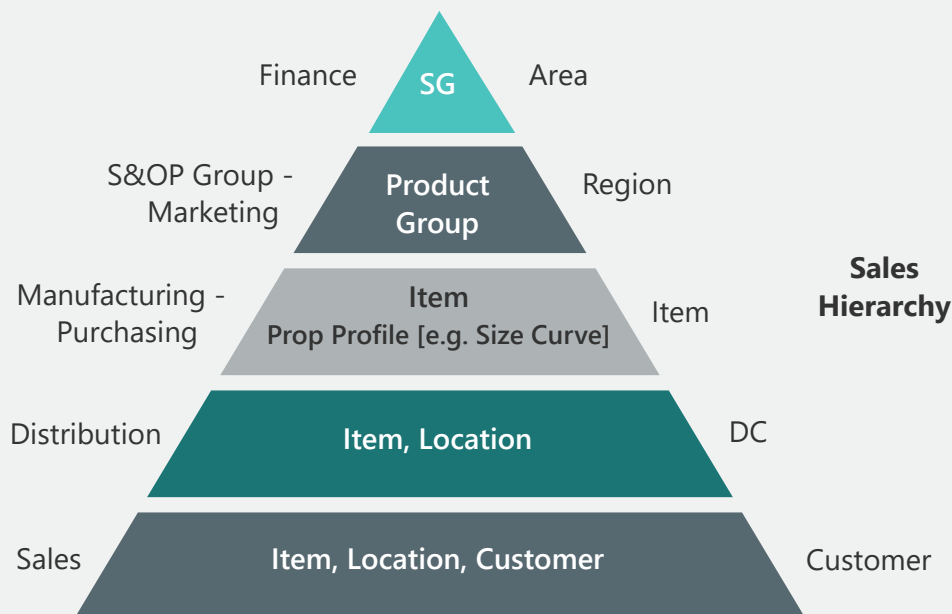 Finance
SG
Area
S&OP Group -
Marketing
Product
Group
Region
Manufacturing -
Purchasing
Item
Prop Profile [e.g. Size Curve]
Item
Sales
Hierarchy
Distribution
Item, Location
DC
Sales
Item, Location, Customer
Customer